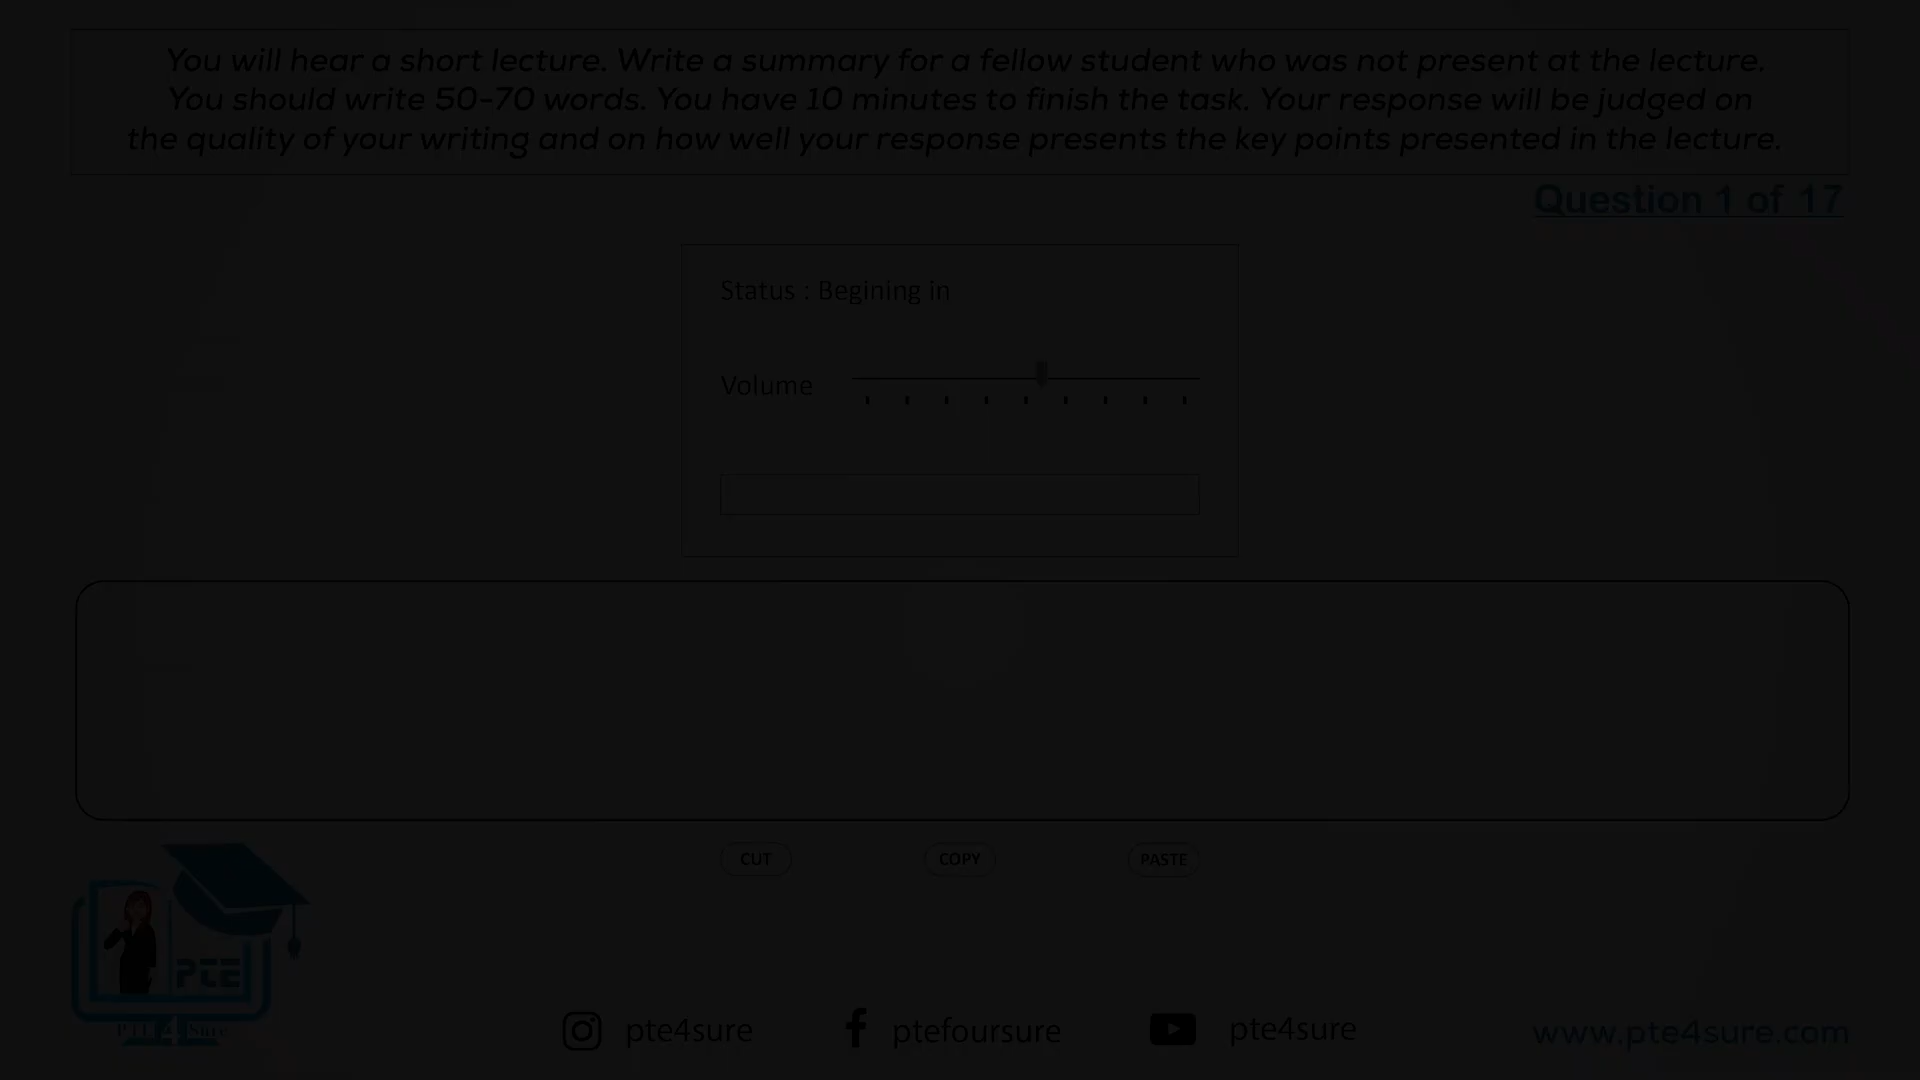 You will hear a short lecture. Write a summary for a fellow student who was not present at the lecture.
You should write 50-70 words. You have 10 minutes to finish the task. Your response will be judged on
the quality of your writing and on how well your response presents the key points presented in the lecture.
Question 1 of 17
Status : Begining in
Volume
CUT COPY PASTE
PTE
PTE 4 Sure
pte4sure ptefoursure pte4sure www.pte4sure.com